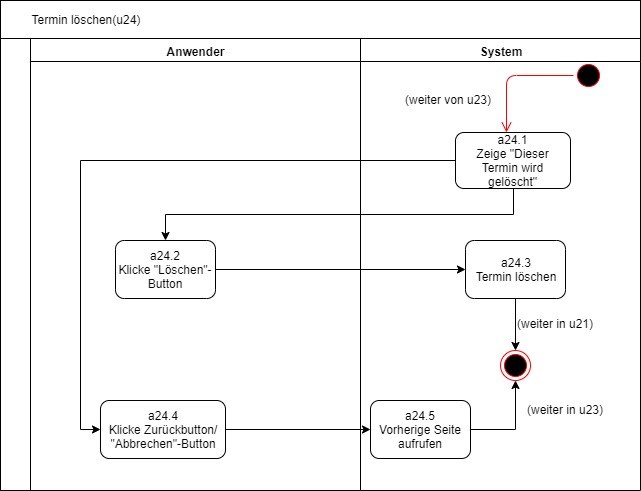 Termin löschen(u24)
Anwender
System
(weiter von u23)
a24.1
Zeige "Dieser
Termin wird
gelöscht"
a24.2
Klicke "Löschen"-
Button
a24.3
Termin löschen
(weiter in u21)
a24.4
Klicke Zurückbutton/
"Abbrechen"-Button
a24.5
Vorherige Seite
aufrufen
(weiter in u23)